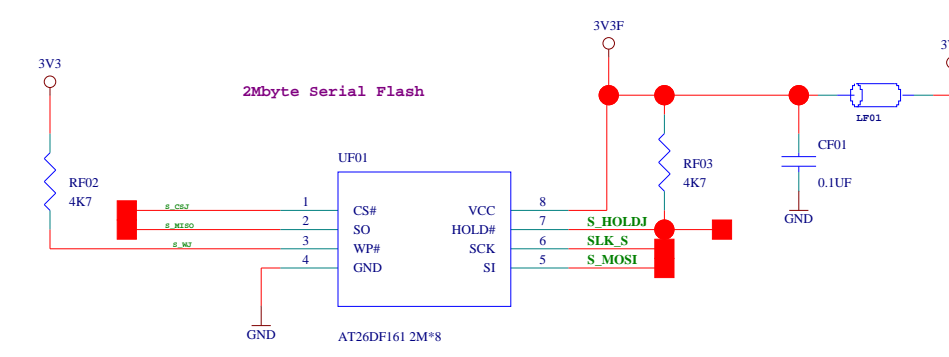 3V3F
3V
3V3
2Mbyte Serial Flash
LF01
CF01
UF01
RF03
RF02
4K7
0.1UF
4K7
1
8
S_CSJ
CS#
VCC
GND
2
7
S_HOLDJ
S_MISO
SO
HOLD#
3
6
SLK_S
S_WJ
WP#
SCK
4
5
S_MOSI
GND
SI
GND
AT26DF161 2M*8